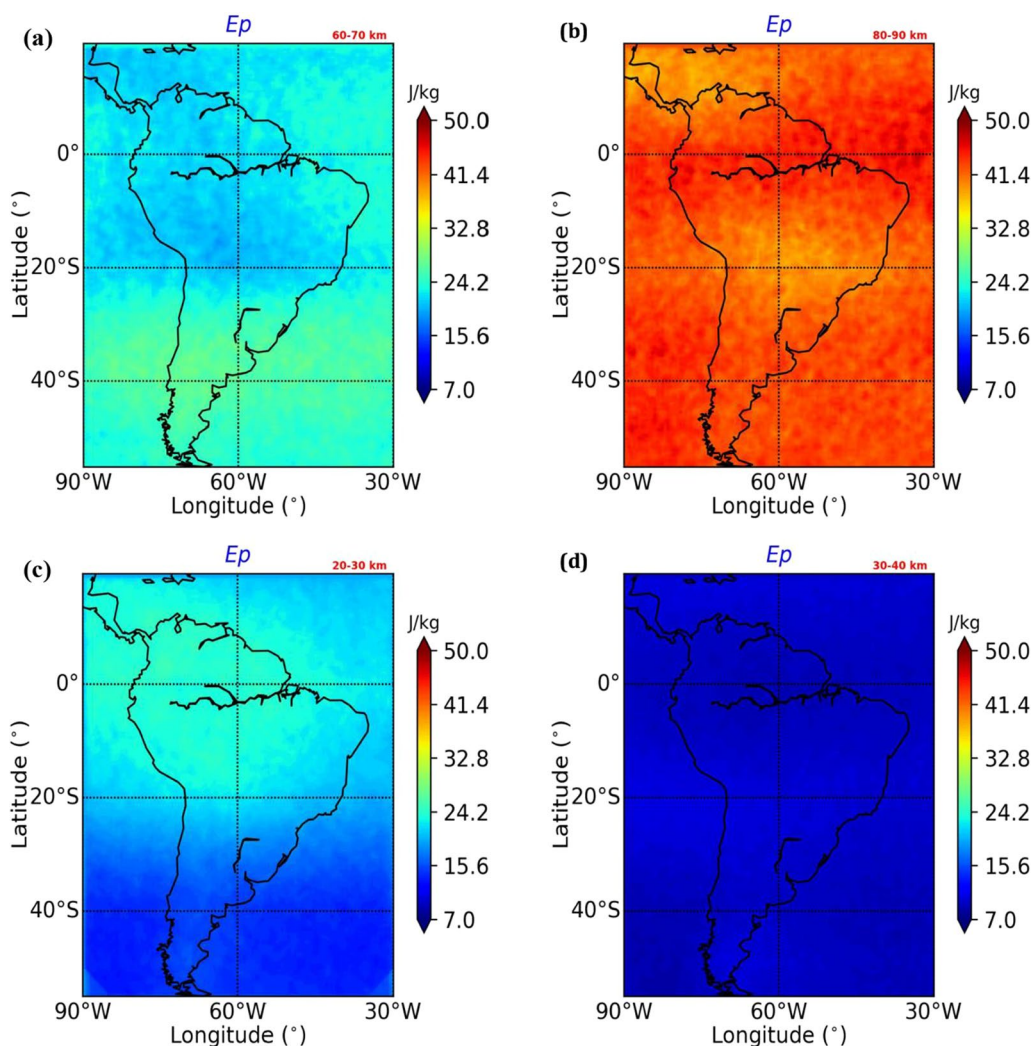 (a)
Ep
60-70 km
J/kg
50.0
41.4
32.8
24.2
15.6
7.0
0°
20°S
40°S
Latitude (°)
90°W 60°W 30°W
Longitude (°)
(b)
Ep
80-90 km
J/kg
50.0
41.4
32.8
24.2
15.6
7.0
0°
20°S
40°S
Latitude (°)
90°W 60°W 30°W
Longitude (°)
(c)
Ep
20-30 km
J/kg
50.0
41.4
32.8
24.2
15.6
7.0
0°
20°S
40°S
Latitude (°)
90°W 60°W 30°W
Longitude (°)
(d)
Ep
30-40 km
J/kg
50.0
41.4
32.8
24.2
15.6
7.0
0°
20°S
40°S
Latitude (°)
90°W 60°W 30°W
Longitude (°)